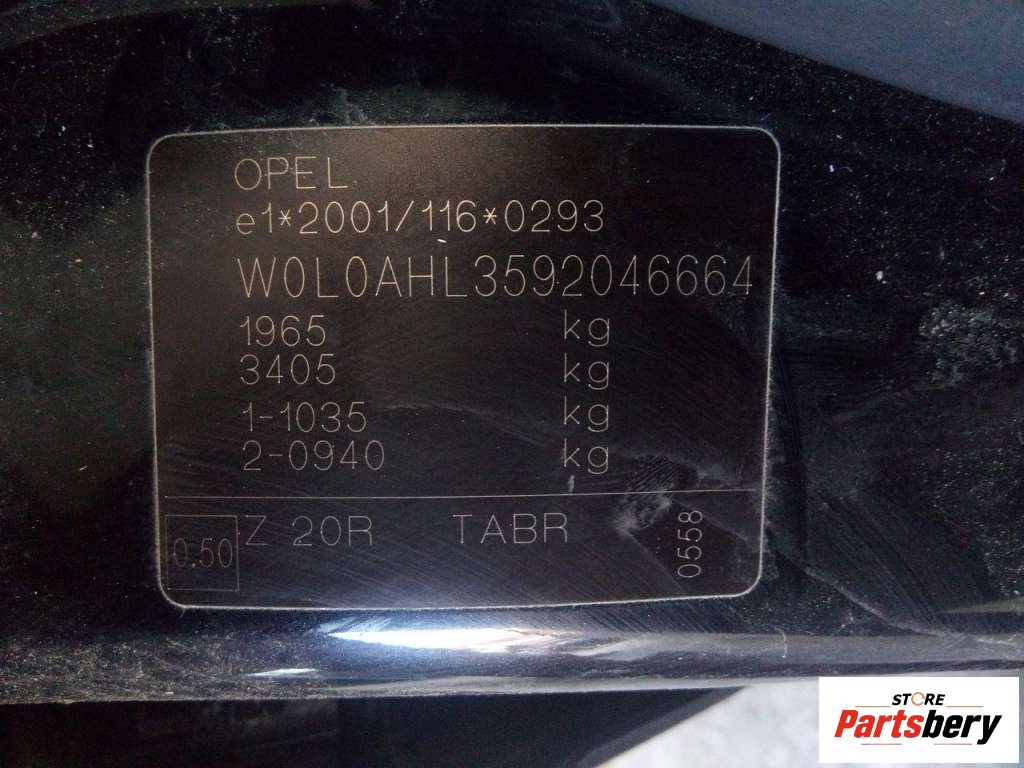 OPEL
e1*2001/116*0293
W0L0AHL3592046664
1965 kg
3405 kg
1-1035 kg
2-0940 kg
0.50 Z 20R TABR 0558
STORE
Partsbery